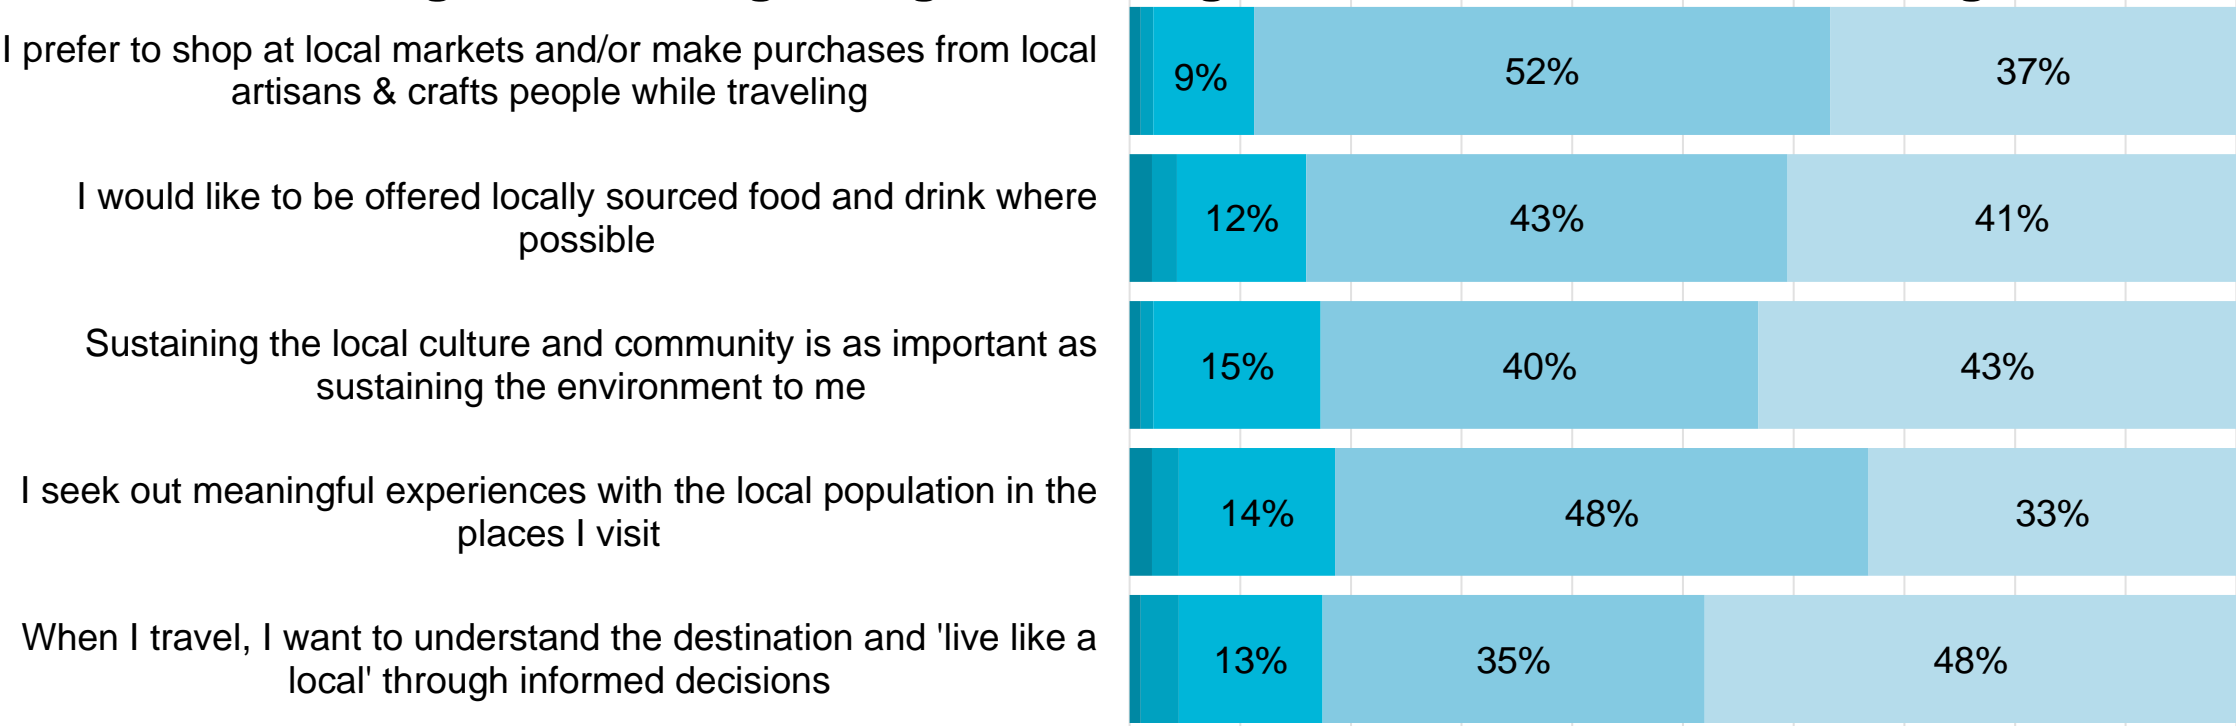 I prefer to shop at local markets and/or make purchases from local
artisans & crafts people while traveling
9%
52%
37%
I would like to be offered locally sourced food and drink where
possible
12%
43%
41%
Sustaining the local culture and community is as important as
sustaining the environment to me
15%
40%
43%
I seek out meaningful experiences with the local population in the
places I visit
14%
48%
33%
When I travel, I want to understand the destination and 'live like a
local' through informed decisions
13%
35%
48%